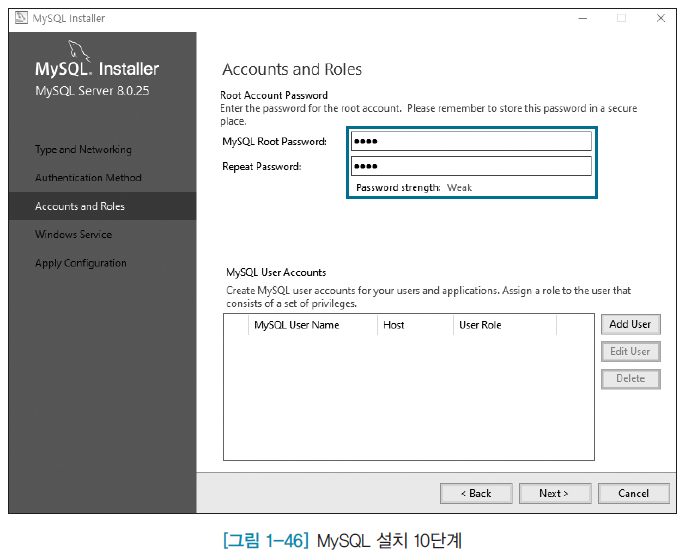 MySQL Installer
MySQL® Installer
MySQL Server 8.0.25
Type and Networking
Authentication Method
Accounts and Roles
Windows Service
Apply Configuration
Accounts and Roles
Root Account Password
Enter the password for the root account. Please remember to store this password in a secure
place.
MySQL Root Password: ●●●●
Repeat Password: ●●●●
Password strength: Weak
MySQL User Accounts
Create MySQL user accounts for your users and applications. Assign a role to the user that
consists of a set of privileges.
MySQL User Name Host User Role
Add User
Edit User
Delete
< Back Next > Cancel
[그림 1-46] MySQL 설치 10단계